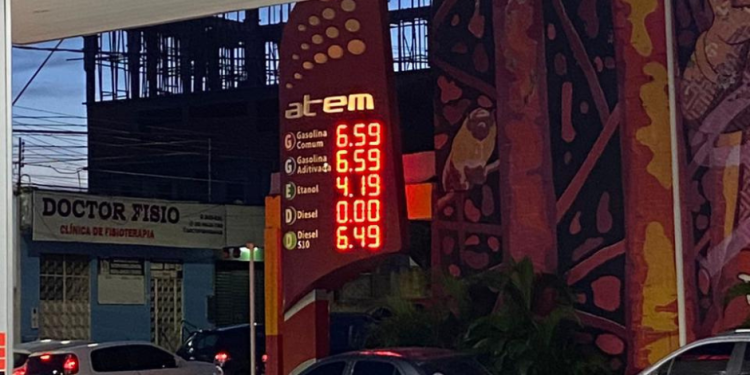 atem
G Gasolina Comum 6.59
G Gasolina Aditivada 6.59
E Etanol 4.19
D Diesel 0.00
D Diesel S10 6.49
DOCTOR FISIO
CLÍNICA DE FISIOTERAPIA